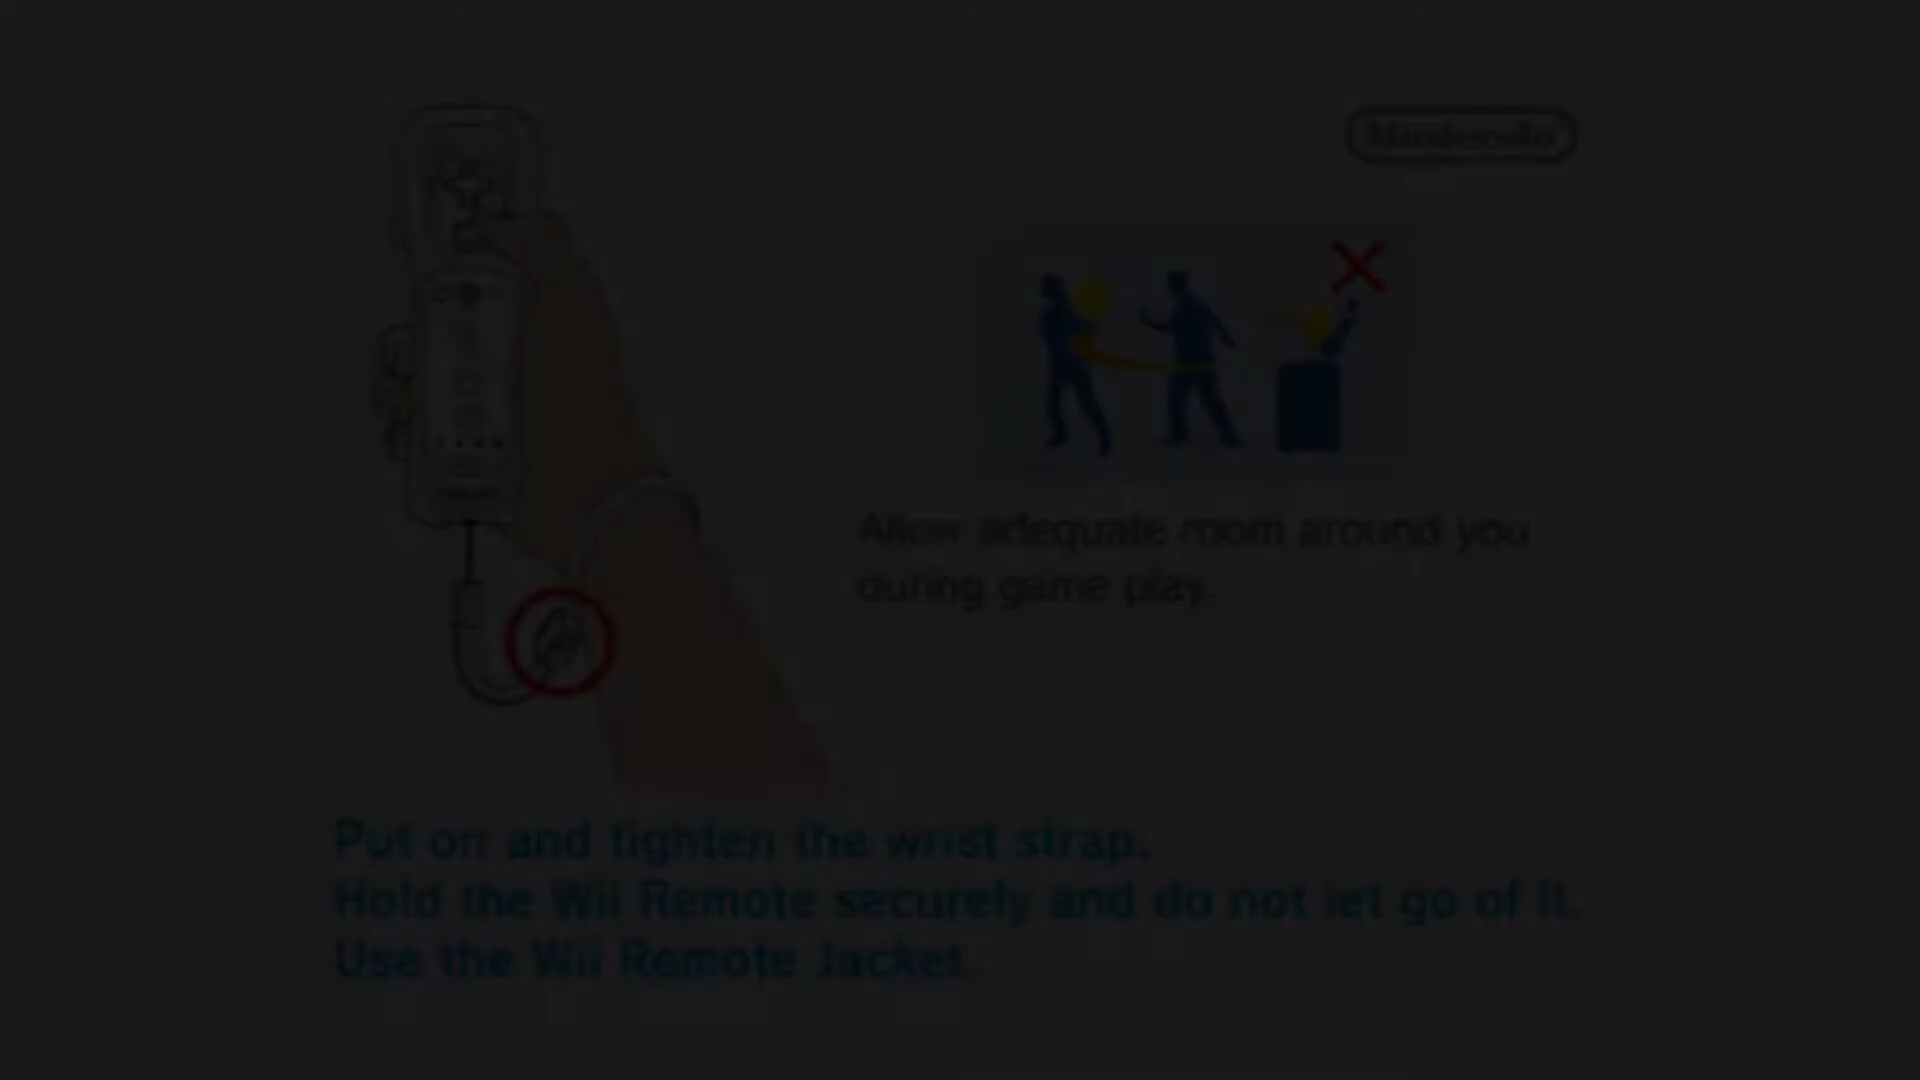 Nintendo
Allow adequate room around you
during game play.
Put on and tighten the wrist strap.
Hold the Wii Remote securely and do not let go of it.
Use the Wii Remote Jacket.